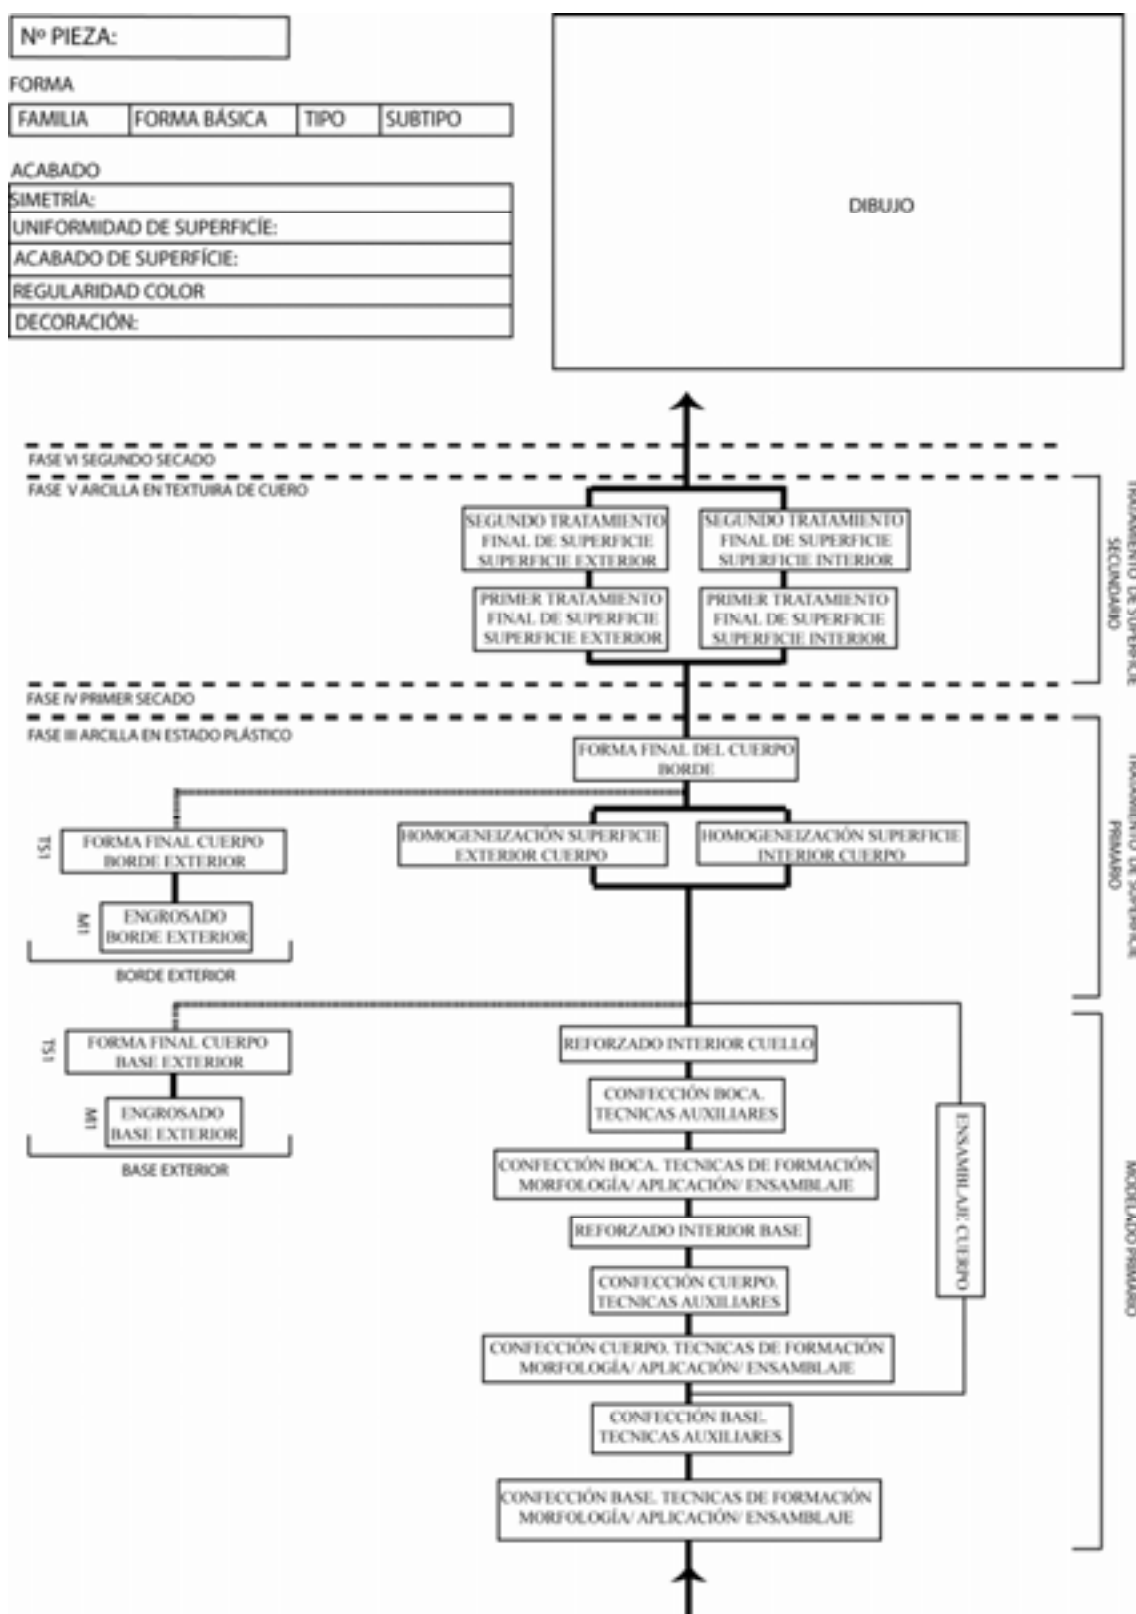 Nº PIEZA:
FORMA
FAMILIA FORMA BÁSICA TIPO SUBTIPO
ACABADO
SIMETRÍA:
UNIFORMIDAD DE SUPERFICÍE:
ACABADO DE SUPERFÍCIE:
REGULARIDAD COLOR
DECORACIÓN:
DIBUJO
FASE VI SEGUNDO SECADO
FASE V ARCILLA EN TEXTUIRA DE CUERO
SEGUNDO TRATAMIENTO
FINAL DE SUPERFICIE
SUPERFICIE EXTERIOR
SEGUNDO TRATAMIENTO
FINAL DE SUPERFICIE
SUPERFICIE INTERIOR
PRIMER TRATAMIENTO
FINAL DE SUPERFICIE
SUPERFICIE EXTERIOR
PRIMER TRATAMIENTO
FINAL DE SUPERFICIE
SUPERFICIE INTERIOR
TRATAMIENTO DE SUPERFICIE
SECUNDARIO
FASE IV PRIMER SECADO
FASE III ARCILLA EN ESTADO PLÁSTICO
FORMA FINAL DEL CUERPO
BORDE
TS1
FORMA FINAL CUERPO
BORDE EXTERIOR
HOMOGENEIZACIÓN SUPERFICIE
EXTERIOR CUERPO
HOMOGENEIZACIÓN SUPERFICIE
INTERIOR CUERPO
TRATAMIENTO DE SUPERFICIE
PRIMARIO
M1
ENGROSADO
BORDE EXTERIOR
BORDE EXTERIOR
TS1
FORMA FINAL CUERPO
BASE EXTERIOR
M1
ENGROSADO
BASE EXTERIOR
BASE EXTERIOR
REFORZADO INTERIOR CUELLO
CONFECCIÓN BOCA.
TECNICAS AUXILIARES
CONFECCIÓN BOCA. TECNICAS DE FORMACIÓN
MORFOLOGÍA/ APLICACIÓN/ ENSAMBLAJE
REFORZADO INTERIOR BASE
CONFECCIÓN CUERPO.
TECNICAS AUXILIARES
CONFECCIÓN CUERPO. TECNICAS DE FORMACIÓN
MORFOLOGÍA/ APLICACIÓN/ ENSAMBLAJE
ENSAMBLAJE CUERPO
CONFECCIÓN BASE.
TECNICAS AUXILIARES
CONFECCIÓN BASE. TECNICAS DE FORMACIÓN
MORFOLOGÍA/ APLICACIÓN/ ENSAMBLAJE
MODELADO PRIMARIO